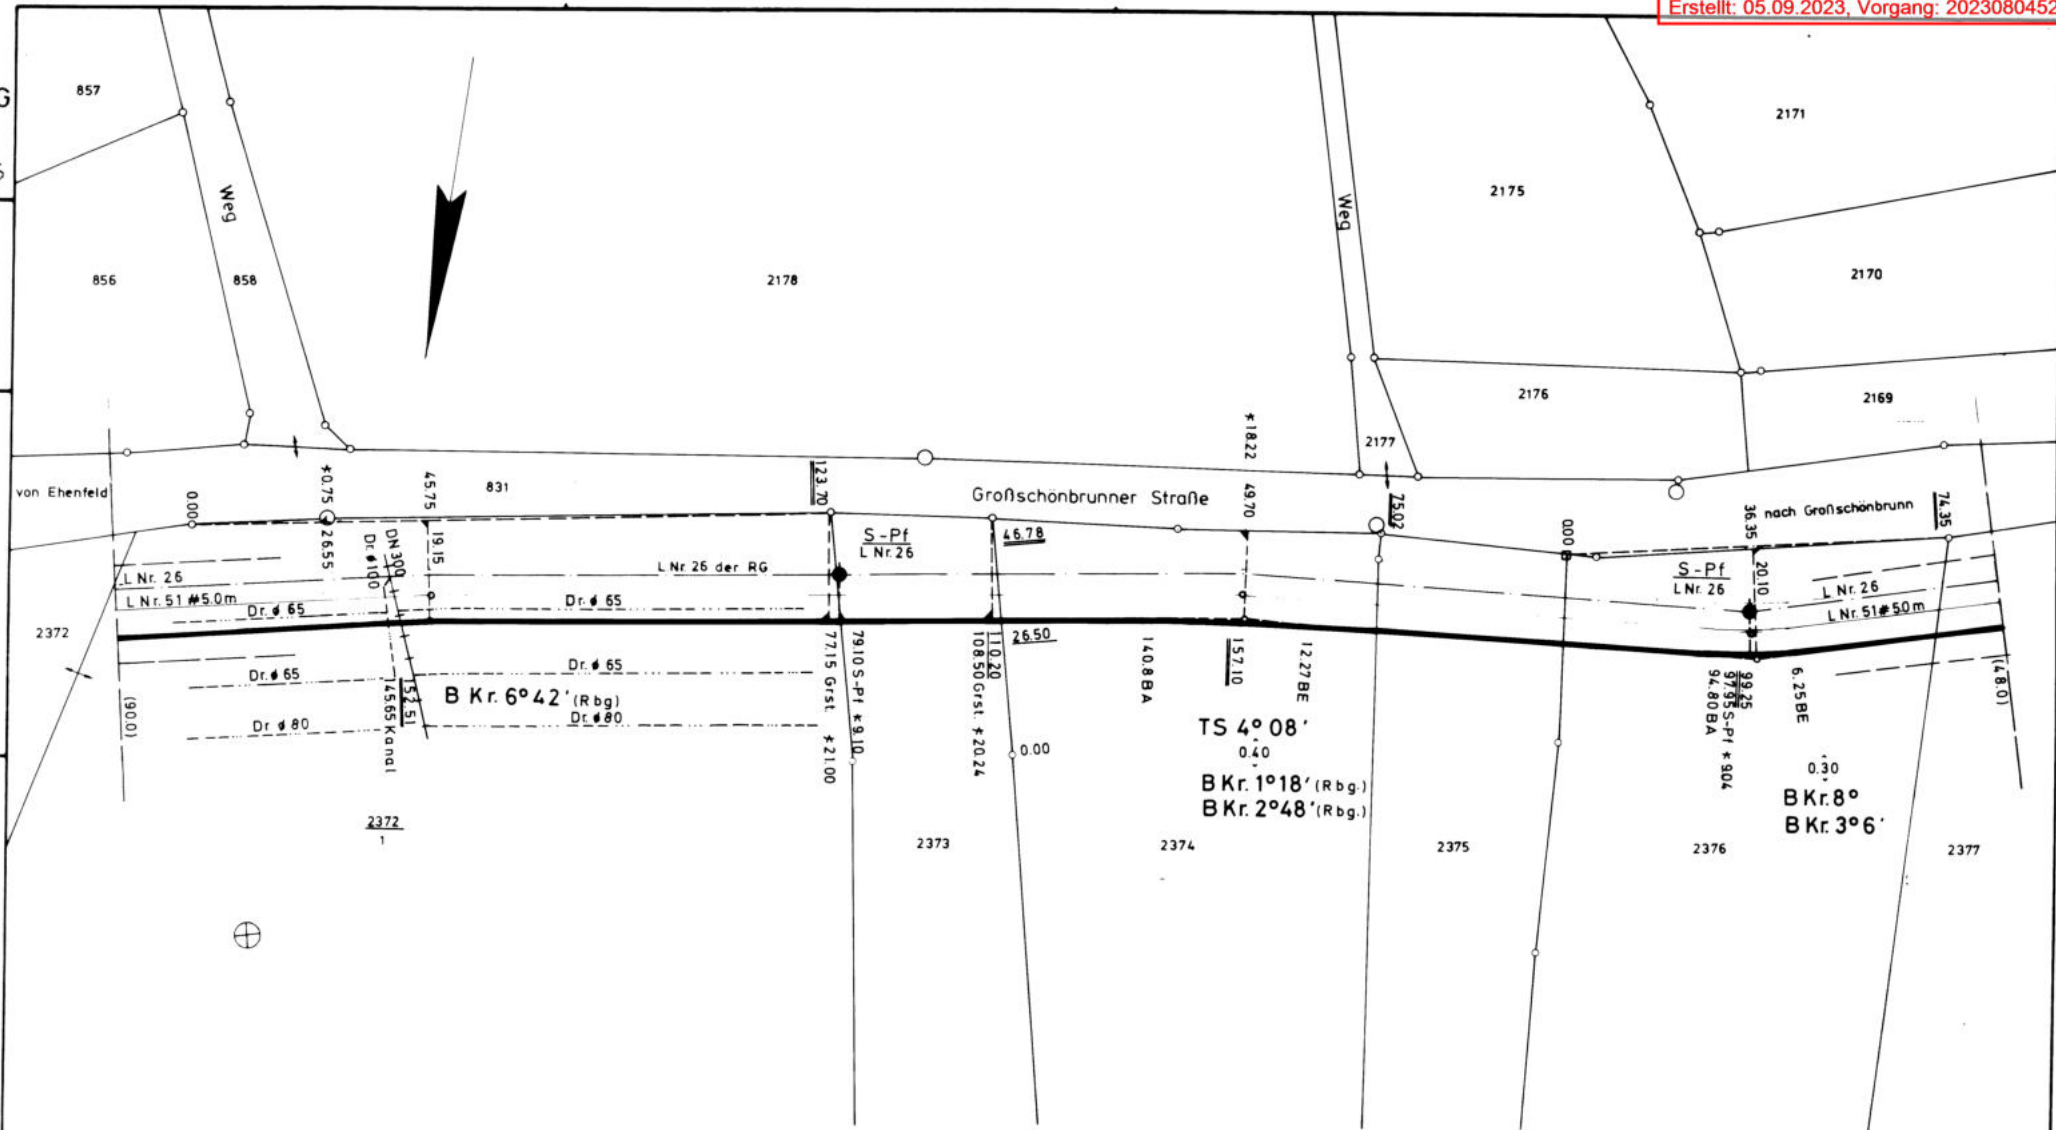 Erstellt: 05.09.2023, Vorgang: 2023080452
G
857
2171
Weg
Weg
2175
856
858
2178
2170
2176
2169
*18.22
2177
von Ehenfeld
0.00
*0.75
26.55
45.75
831
123.70
Großschönbrunner Straße
49.70
75.02
0.00
36.35
nach Großschönbrunn
74.35
DN 300
Dr. ø 100
19.15
S-Pf
L Nr. 26
46.78
S-Pf
L Nr. 26
20.10
L Nr. 26
L Nr. 26 der RG
L Nr. 26
L Nr. 51 #5.0m
Dr. ø 65
Dr. ø 65
L Nr. 51 #5.0m
2372
26.50
Dr. ø 65
Dr. ø 65
(90.0)
45.65 Kanal
152.51
B Kr. 6° 42' (Rbg)
Dr. ø 80
Dr. ø 80
77.15 Grst. *21.00
79.10 S-Pf *9.10
108.50 Grst. *20.24
110.20
0.00
140.8 BA
157.10
12.27 BE
TS 4° 08'
0.40
B Kr. 1° 18' (Rbg.)
B Kr. 2° 48' (Rbg.)
94.80 BA
97.95 S-Pf *9.04
99.25
6.25 BE
(48.0)
0.30
B Kr. 8°
B Kr. 3° 6'
2372
1
2373
2374
2375
2376
2377